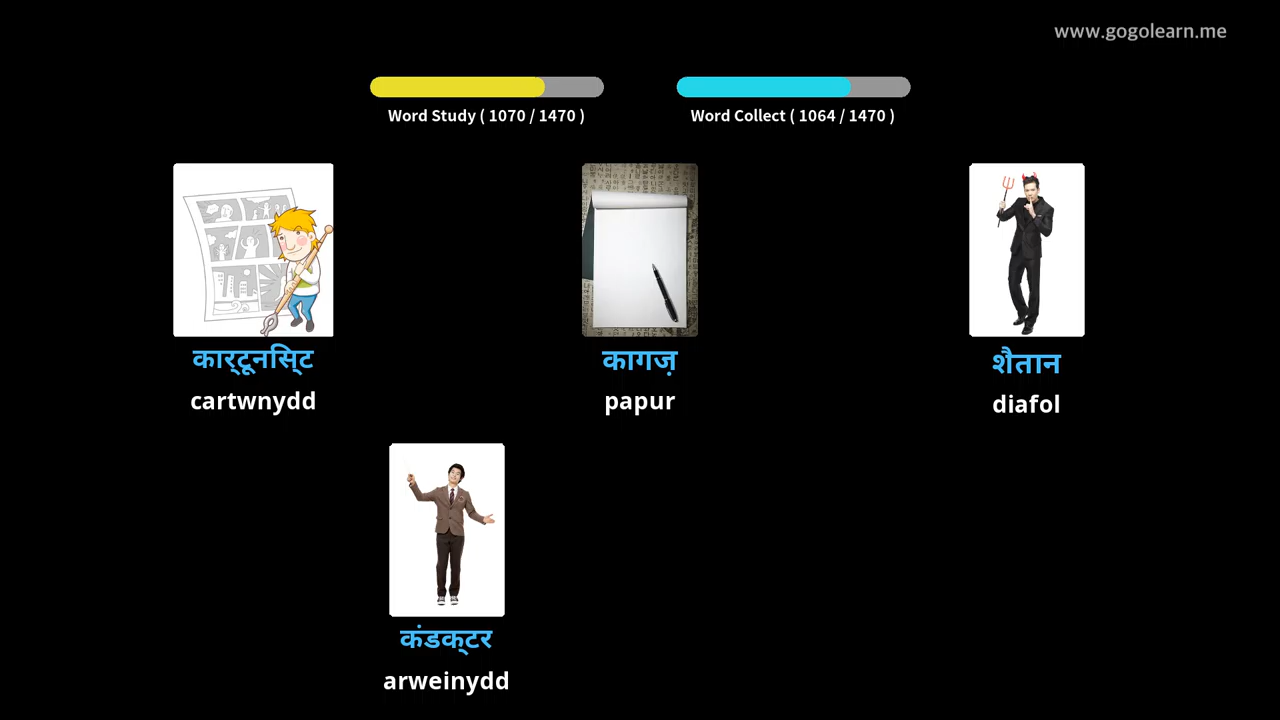 www.gogolearn.me
Word Study ( 1070 / 1470 )
Word Collect ( 1064 / 1470 )
कार्टूनिस्ट
cartwnydd
कागज़
papur
शैतान
diafol
कंडक्टर
arweinydd